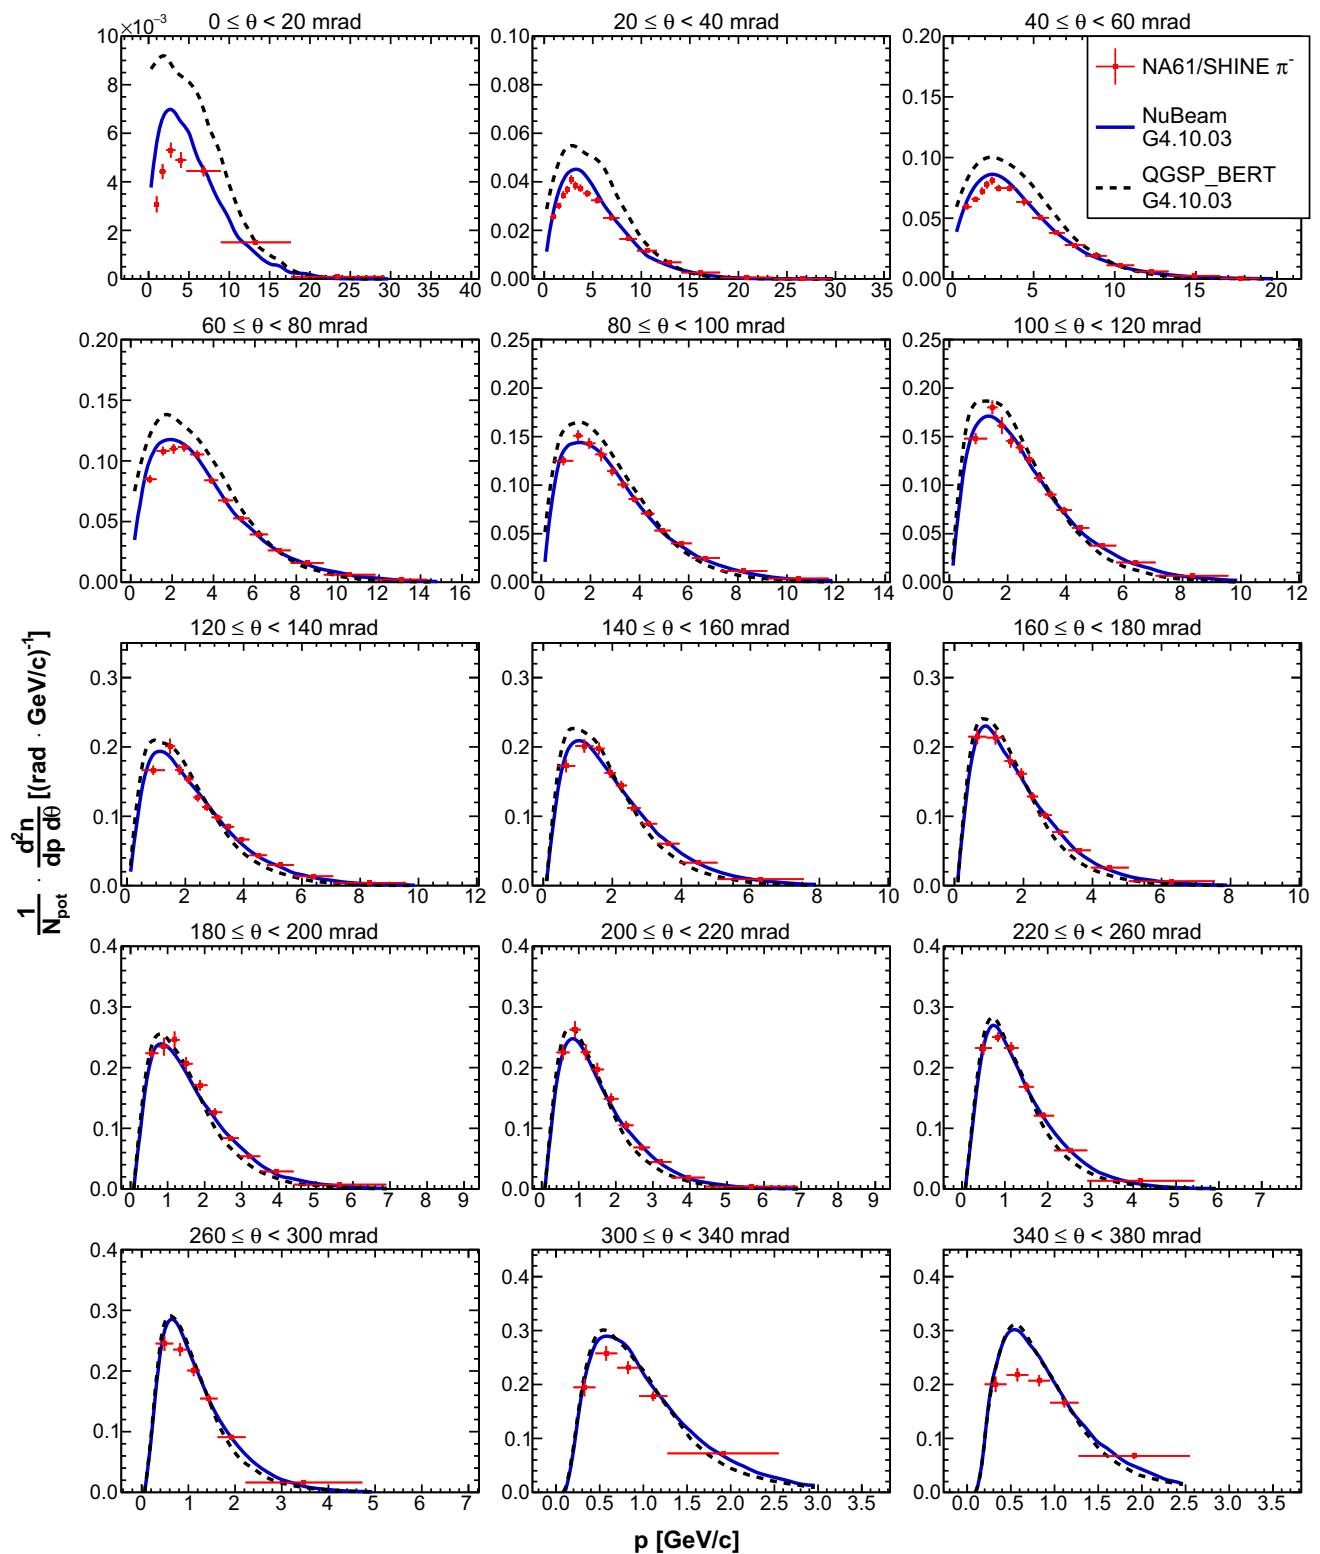 0 ≤ θ < 20 mrad
20 ≤ θ < 40 mrad
40 ≤ θ < 60 mrad
×10⁻³
10
8
6
4
2
0
0 5 10 15 20 25 30 35 40
0.10
0.08
0.06
0.04
0.02
0.00
0 5 10 15 20 25 30 35
0.20
0.15
0.10
0.05
0.00
0 5 10 15 20
NA61/SHINE π⁻
NuBeam
G4.10.03
QGSP_BERT
G4.10.03
60 ≤ θ < 80 mrad
80 ≤ θ < 100 mrad
100 ≤ θ < 120 mrad
0.20
0.15
0.10
0.05
0.00
0 2 4 6 8 10 12 14 16
0.25
0.20
0.15
0.10
0.05
0.00
0 2 4 6 8 10 12 14
0.25
0.20
0.15
0.10
0.05
0.00
0 2 4 6 8 10 12
120 ≤ θ < 140 mrad
140 ≤ θ < 160 mrad
160 ≤ θ < 180 mrad
0.3
0.2
0.1
0.0
0 2 4 6 8 10 12
0.3
0.2
0.1
0.0
0 2 4 6 8 10
0.3
0.2
0.1
0.0
0 2 4 6 8 10
180 ≤ θ < 200 mrad
200 ≤ θ < 220 mrad
220 ≤ θ < 260 mrad
0.4
0.3
0.2
0.1
0.0
0 1 2 3 4 5 6 7 8 9
0.4
0.3
0.2
0.1
0.0
0 1 2 3 4 5 6 7 8 9
0.4
0.3
0.2
0.1
0.0
0 1 2 3 4 5 6 7
260 ≤ θ < 300 mrad
300 ≤ θ < 340 mrad
340 ≤ θ < 380 mrad
0.4
0.3
0.2
0.1
0.0
0 1 2 3 4 5 6 7
0.4
0.3
0.2
0.1
0.0
0.0 0.5 1.0 1.5 2.0 2.5 3.0 3.5
0.4
0.3
0.2
0.1
0.0
0.0 0.5 1.0 1.5 2.0 2.5 3.0 3.5
1/N_pot · d²n/dp dθ [(rad · GeV/c)⁻¹]
p [GeV/c]